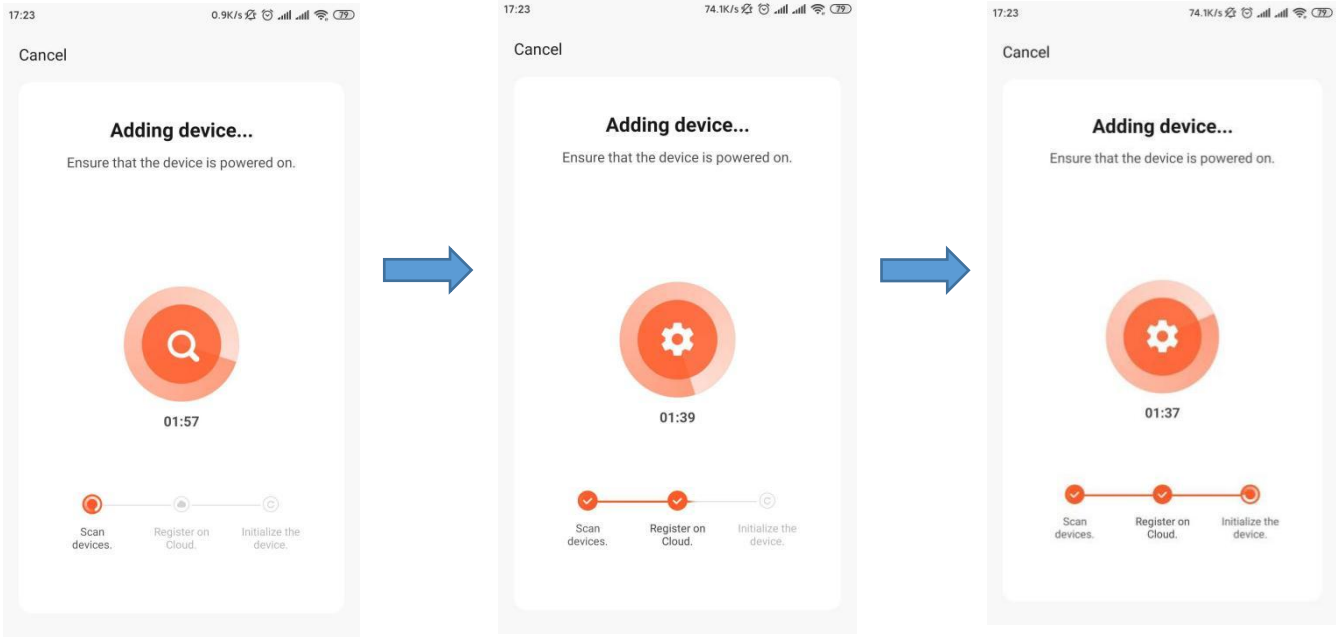 17:23 0.9K/s 79
Cancel
Adding device...
Ensure that the device is powered on.
01:57
Scan
devices.
Register on
Cloud.
Initialize the
device.
17:23 74.1K/s 79
Cancel
Adding device...
Ensure that the device is powered on.
01:39
Scan
devices.
Register on
Cloud.
Initialize the
device.
17:23 74.1K/s 79
Cancel
Adding device...
Ensure that the device is powered on.
01:37
Scan
devices.
Register on
Cloud.
Initialize the
device.